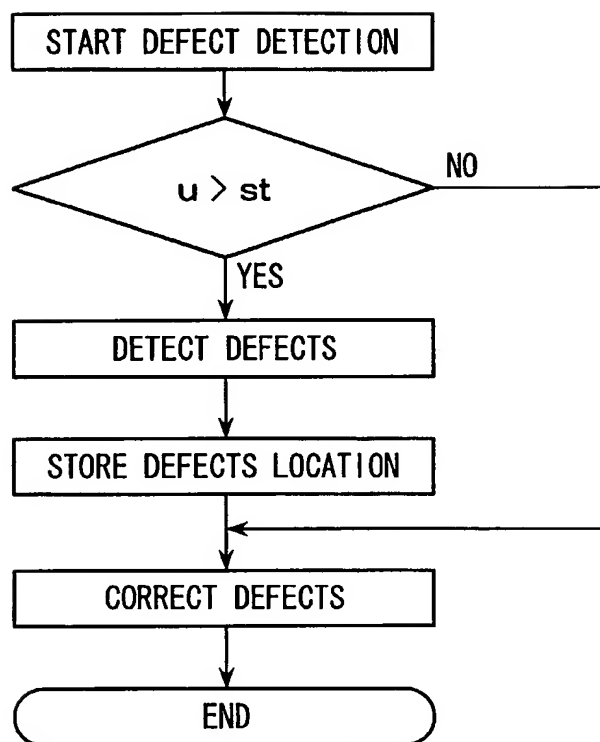 START DEFECT DETECTION
u > st
NO
YES
DETECT DEFECTS
STORE DEFECTS LOCATION
CORRECT DEFECTS
END